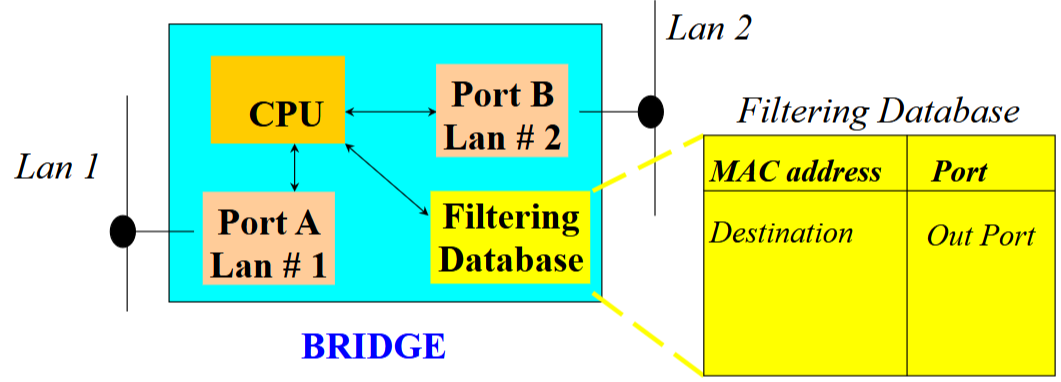 Lan 1
CPU
Port A
Lan # 1
Port B
Lan # 2
Filtering
Database
BRIDGE
Lan 2
Filtering Database
MAC address Port
Destination Out Port